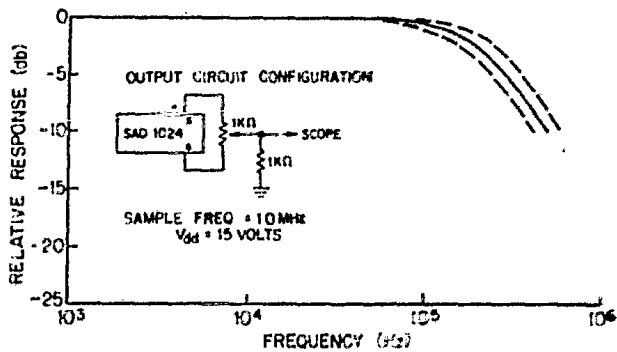 RELATIVE RESPONSE (db)
0
-5
-10
-15
-20
-25
OUTPUT CIRCUIT CONFIGURATION
SAD 1024
1KΩ
SCOPE
1KΩ
SAMPLE FREQ = 1.0 MHz
Vdd = 15 VOLTS
10³
10⁴
10⁵
10⁶
FREQUENCY (Hz)